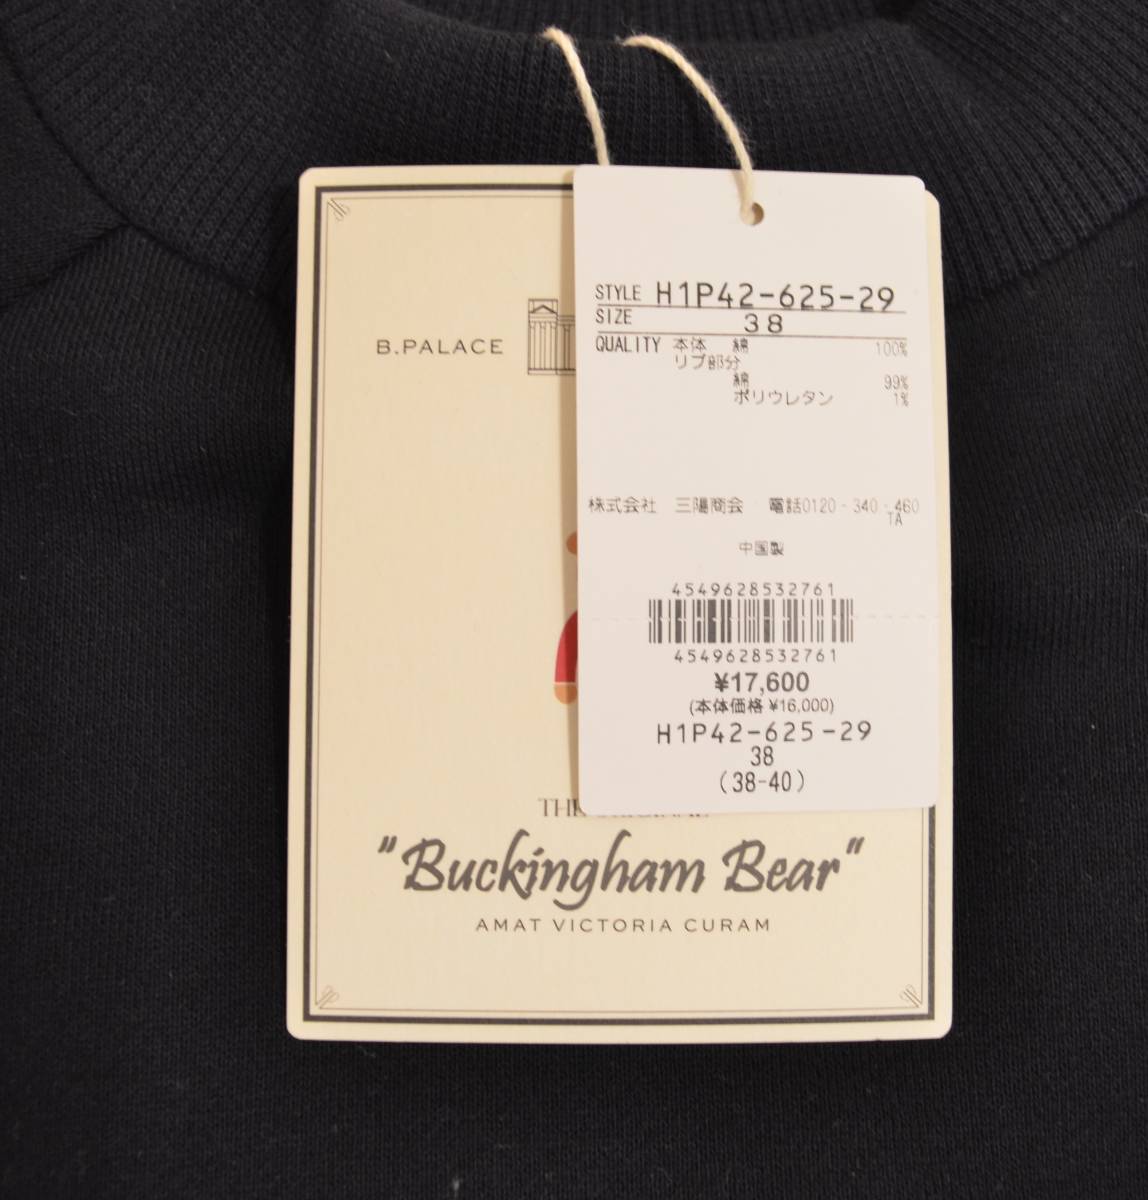 B.PALACE
STYLE H1P42-625-29
SIZE 38
QUALITY 本体 綿 100%
リブ部分
綿 99%
ポリウレタン 1%
株式会社 三陽商会 電話0120-340-460
TA
中国製
4549628532761
4549628532761
¥17,600
(本体価格 ¥16,000)
H1P42-625-29
38
(38-40)
"Buckingham Bear"
AMAT VICTORIA CURAM